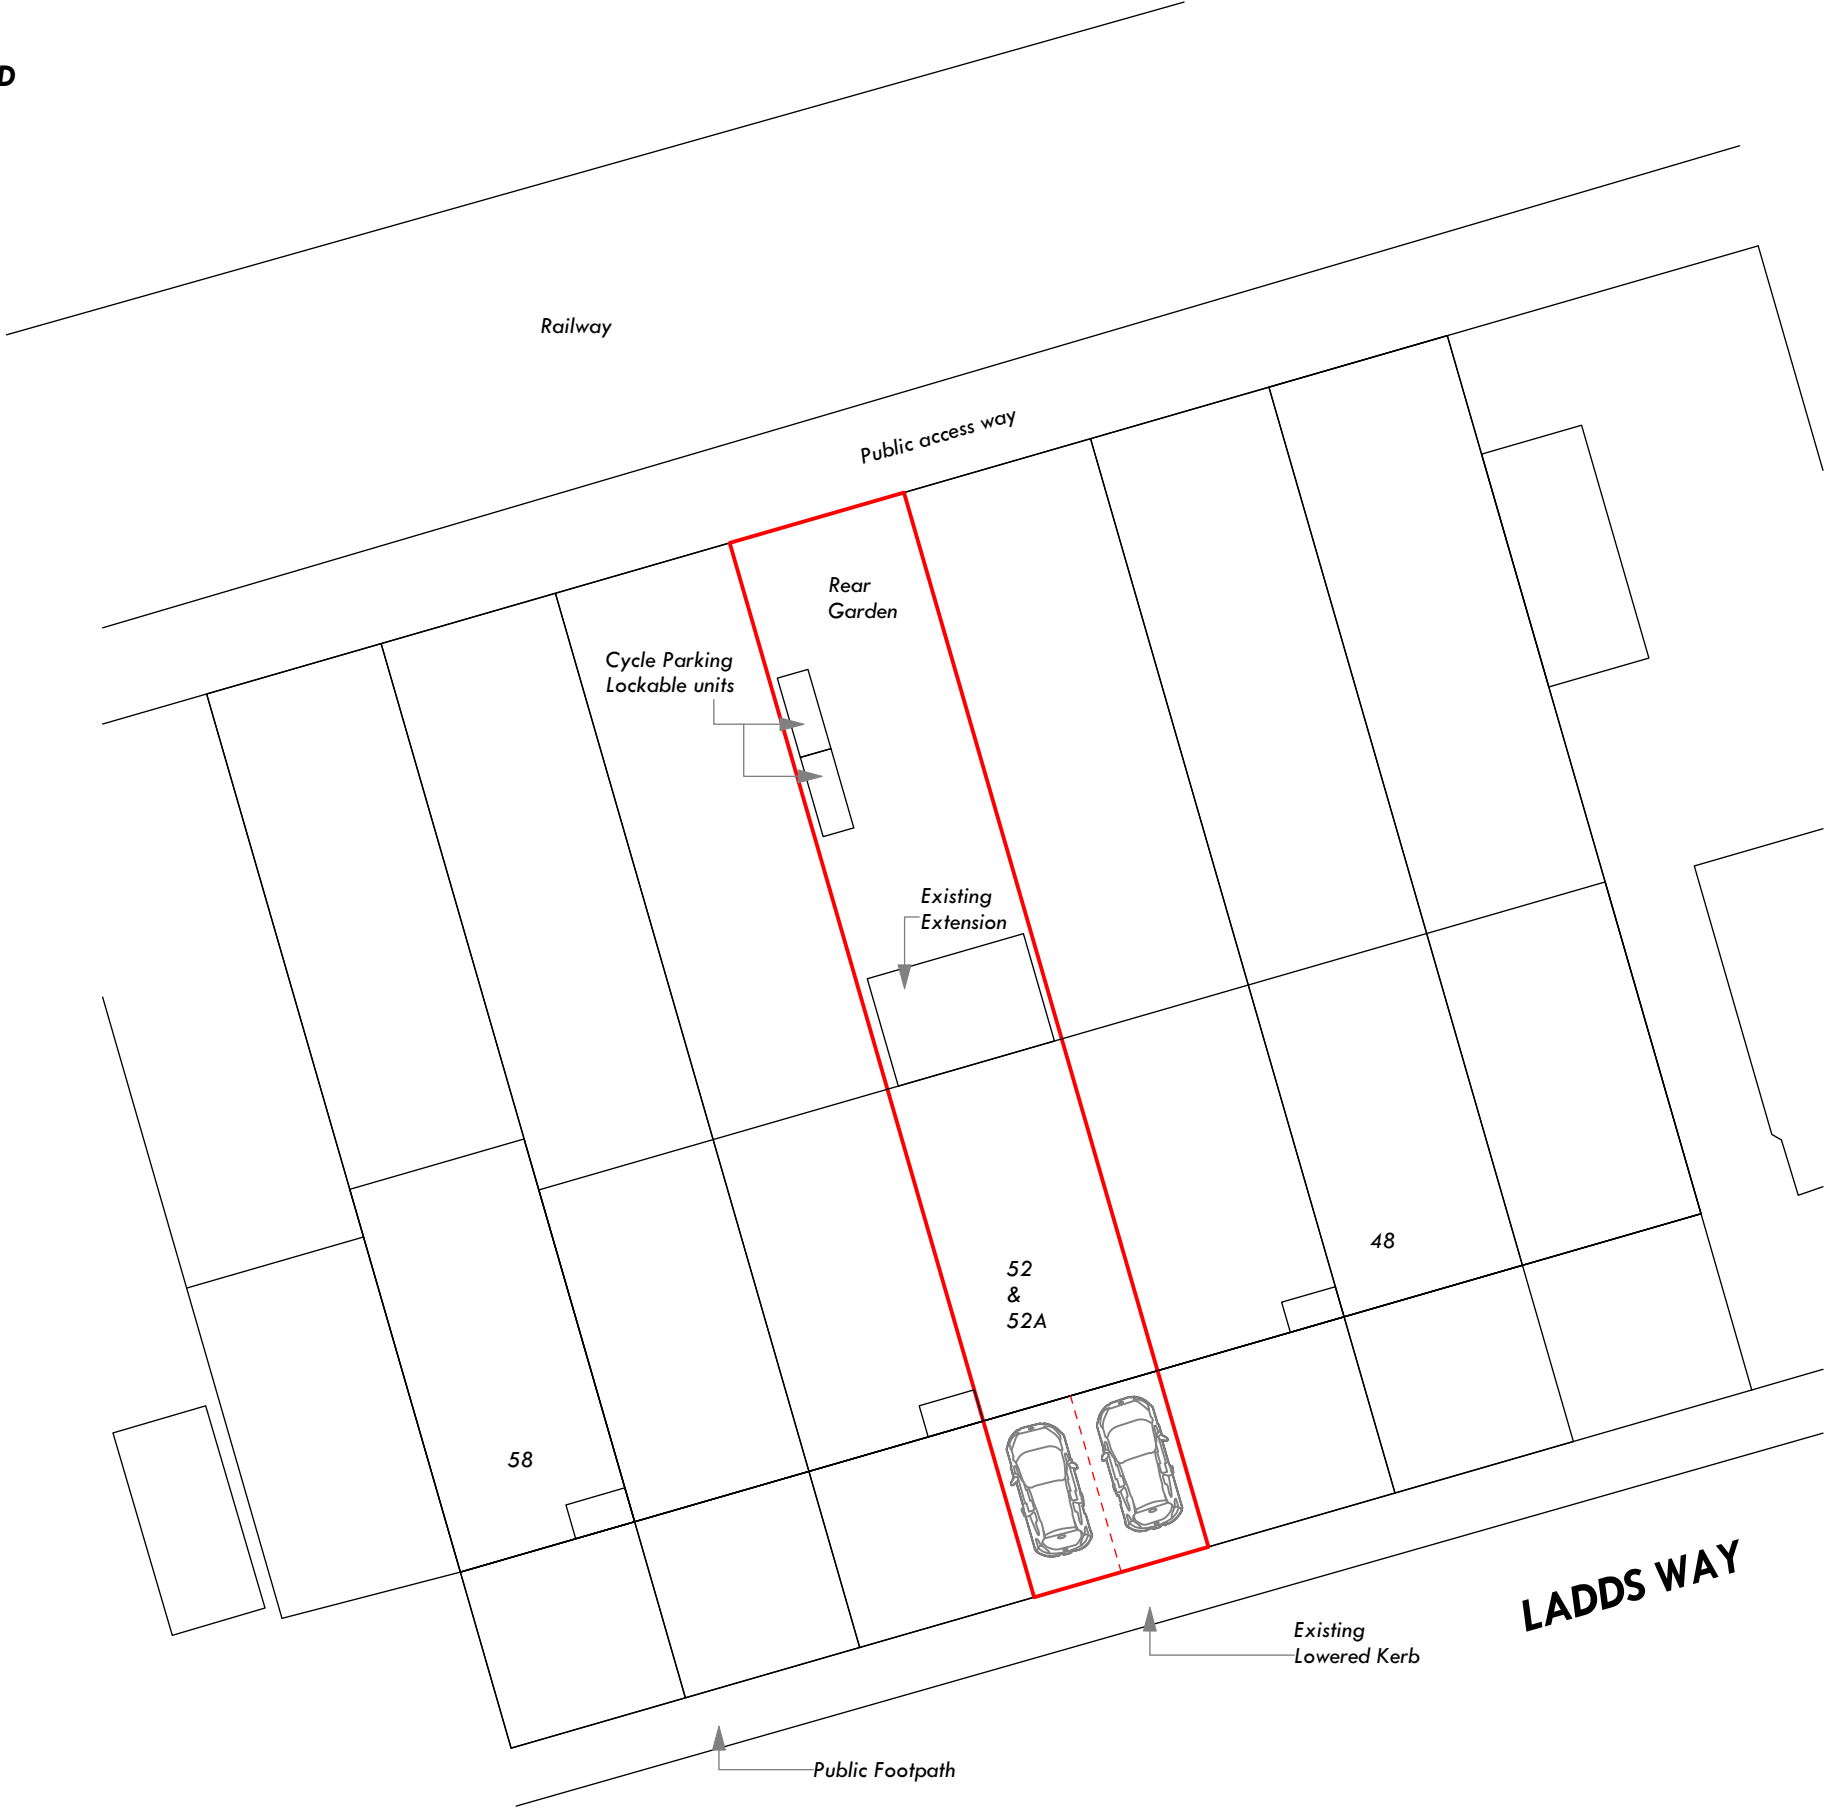 D
Railway
Public access way
Rear
Garden
Cycle Parking
Lockable units
Existing
Extension
48
52
&
52A
58
LADDS WAY
Existing
Lowered Kerb
Public Footpath